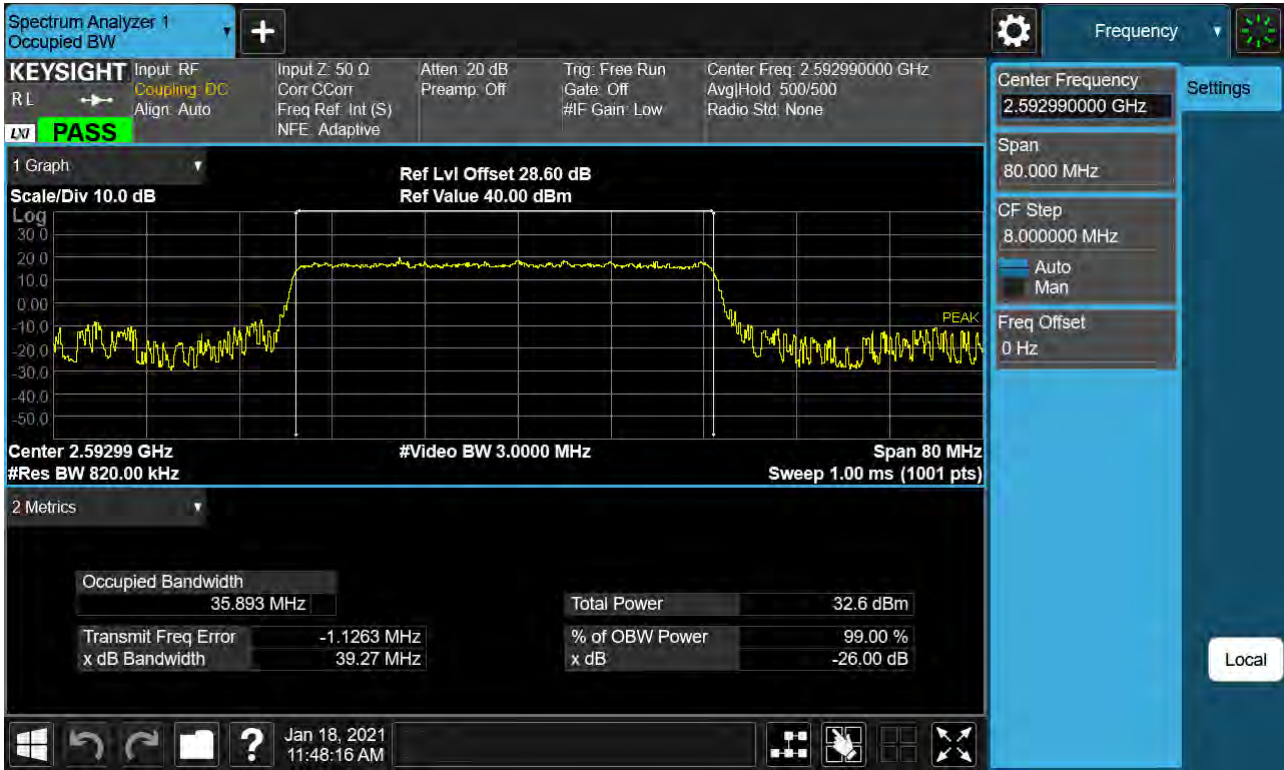 Spectrum Analyzer 1
Occupied BW
+
Frequency
KEYSIGHT
RL
LXI
PASS
Input: RF
Coupling: DC
Align: Auto
Input Z: 50 Ω
Corr CCorr
Freq Ref: Int (S)
NFE: Adaptive
Atten: 20 dB
Preamp: Off
Trig: Free Run
Gate: Off
#IF Gain: Low
Center Freq: 2.592990000 GHz
Avg|Hold: 500/500
Radio Std: None
Center Frequency
2.592990000 GHz
Settings
Span
80.000 MHz
CF Step
8.000000 MHz
Auto
Man
Freq Offset
0 Hz
1 Graph
Scale/Div 10.0 dB
Ref Lvl Offset 28.60 dB
Ref Value 40.00 dBm
Log
30.0
20.0
10.0
0.00
-10.0
-20.0
-30.0
-40.0
-50.0
PEAK
Center 2.59299 GHz
#Video BW 3.0000 MHz
Span 80 MHz
#Res BW 820.00 kHz
Sweep 1.00 ms (1001 pts)
2 Metrics
Occupied Bandwidth
35.893 MHz
Total Power 32.6 dBm
Transmit Freq Error -1.1263 MHz
% of OBW Power 99.00 %
x dB Bandwidth 39.27 MHz
x dB -26.00 dB
Local
?
Jan 18, 2021
11:48:16 AM